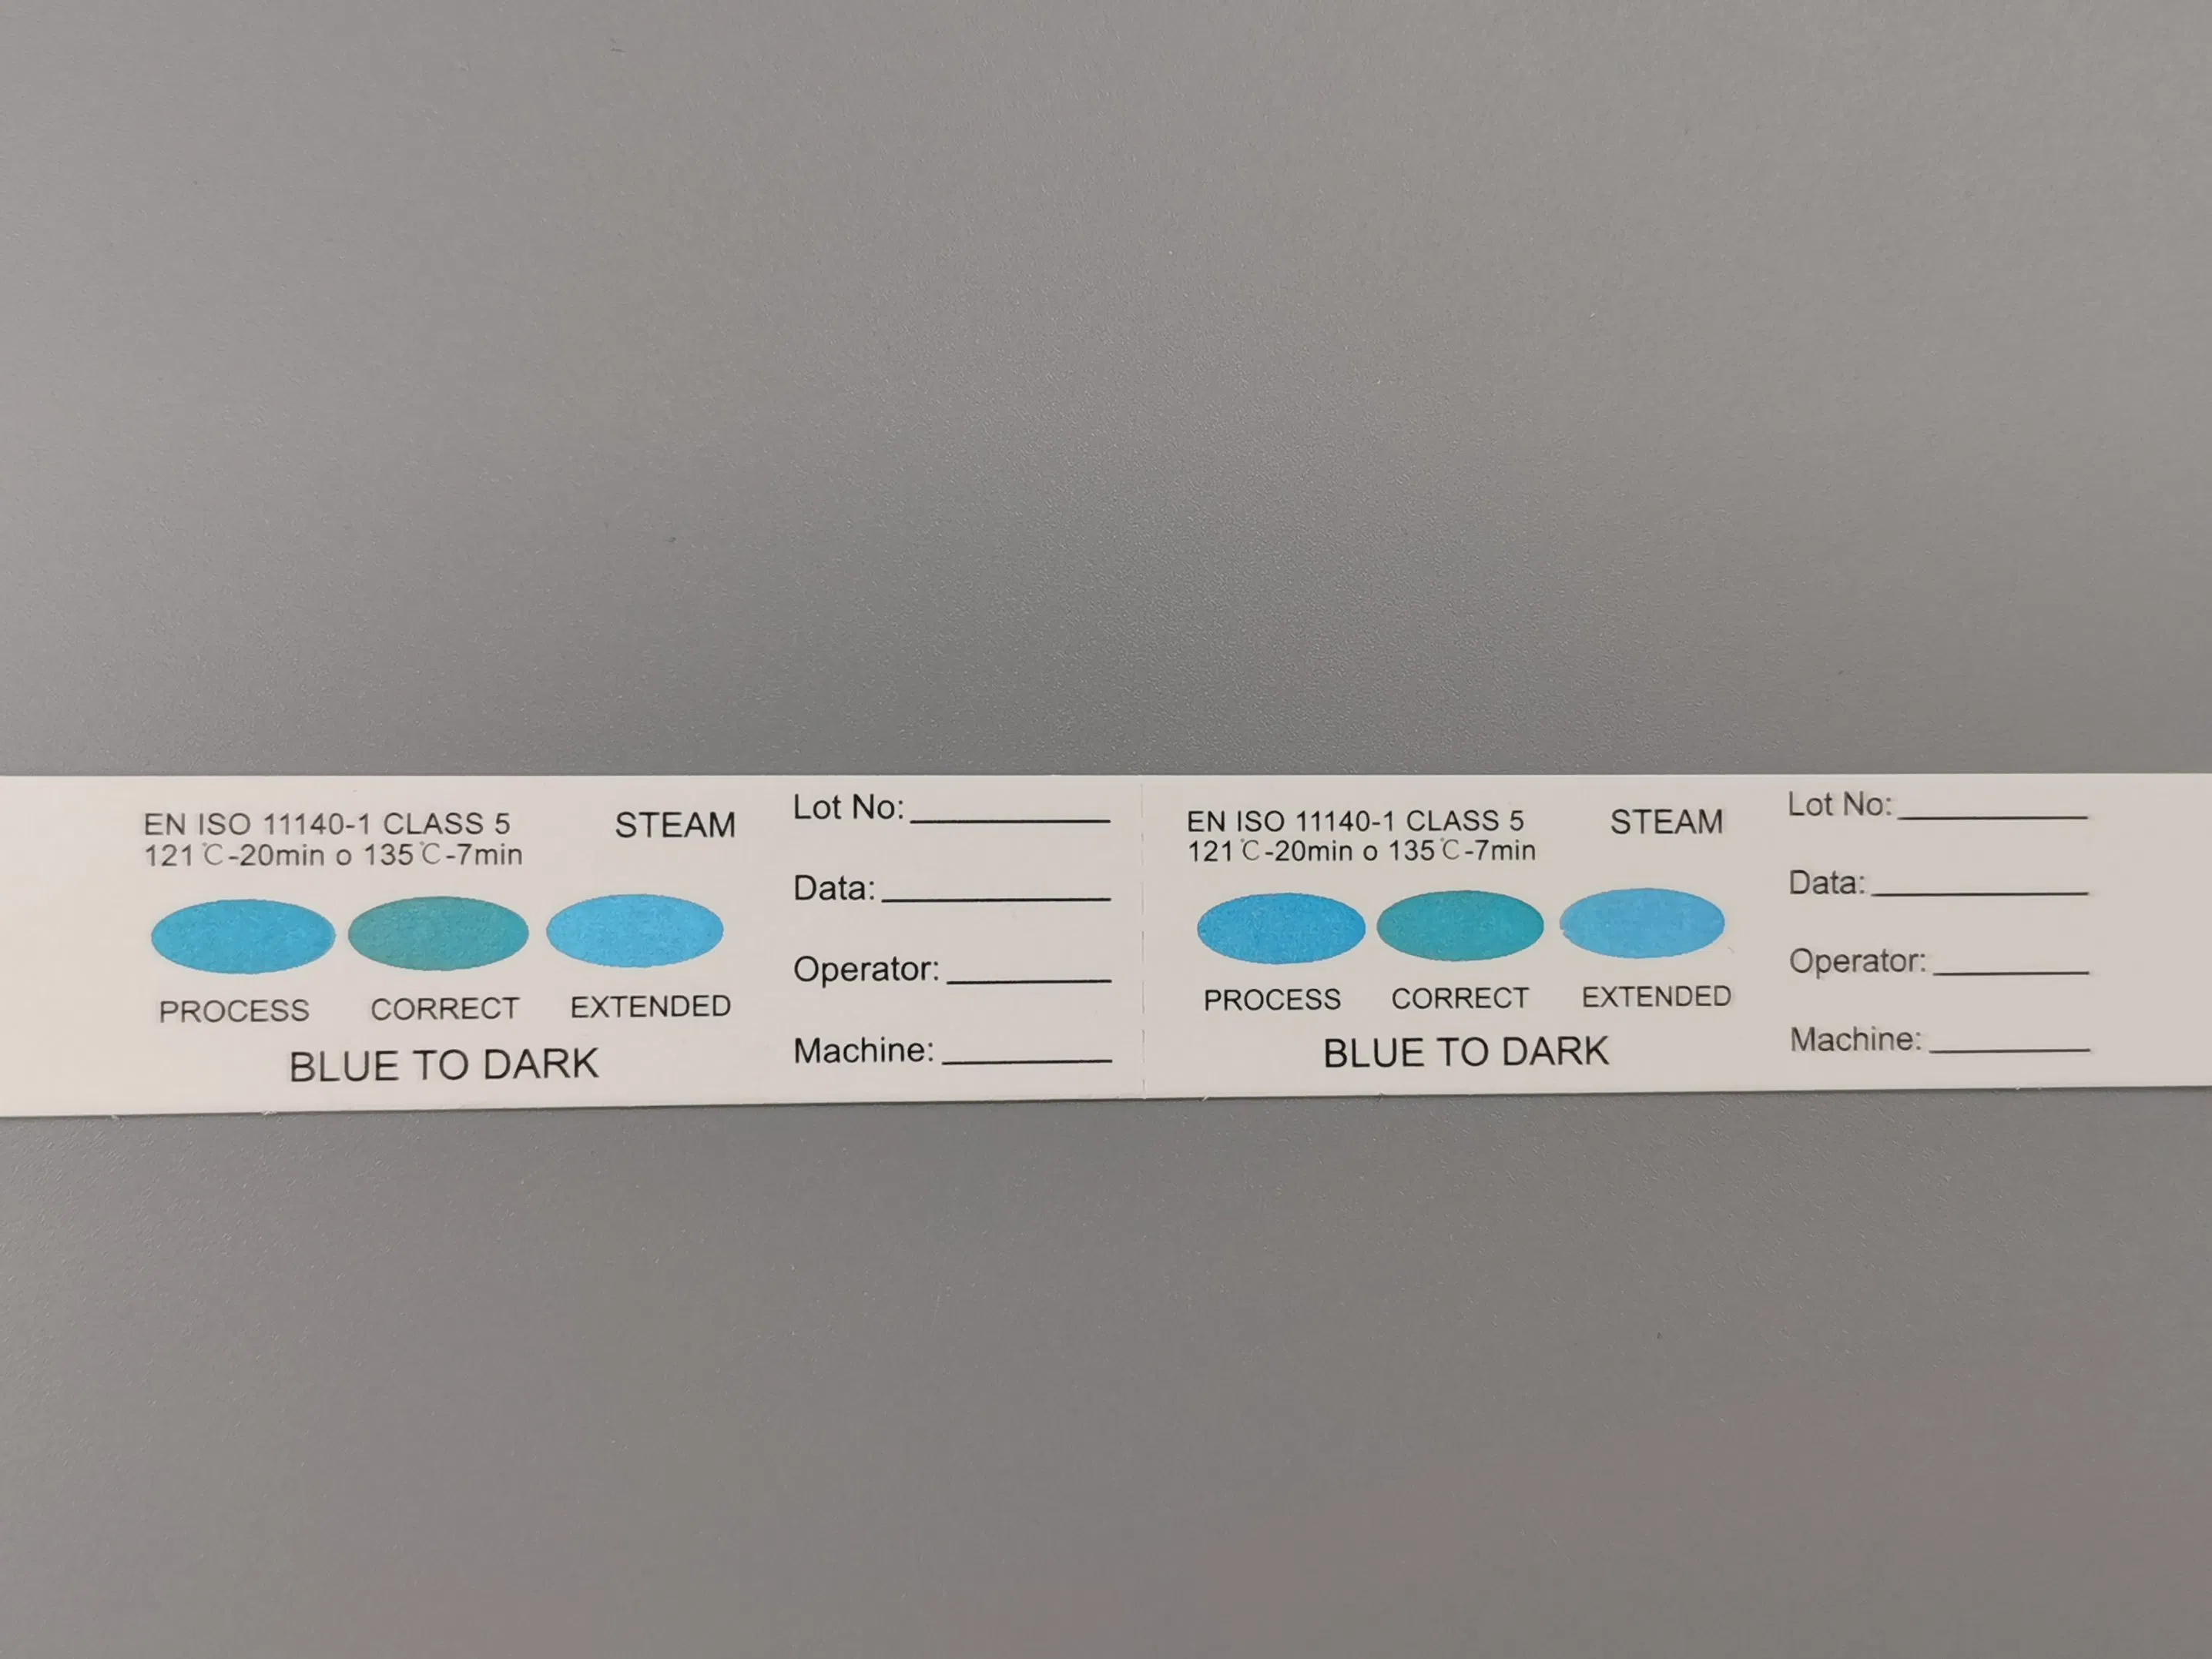 EN ISO 11140-1 CLASS 5
121℃-20min o 135℃-7min
STEAM
PROCESS CORRECT EXTENDED
BLUE TO DARK
Lot No:
Data:
Operator:
Machine:
EN ISO 11140-1 CLASS 5
121℃-20min o 135℃-7min
STEAM
PROCESS CORRECT EXTENDED
BLUE TO DARK
Lot No:
Data:
Operator:
Machine: